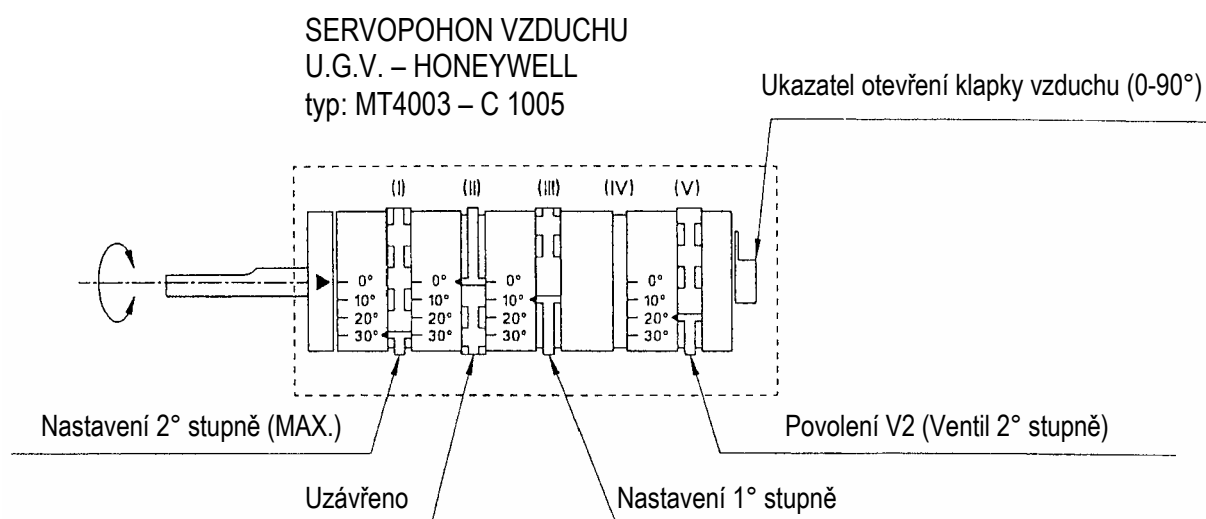 SERVOPOHON VZDUCHU
U.G.V. – HONEYWELL
typ: MT4003 – C 1005
Ukazatel otevření klapky vzduchu (0-90°)
(I) (II) (III) (IV) (V)
0° 0° 0° 0°
10° 10° 10° 10°
20° 20° 20° 20°
30° 30° 30° 30°
Nastavení 2° stupně (MAX.)
Povolení V2 (Ventil 2° stupně)
Uzávřeno
Nastavení 1° stupně